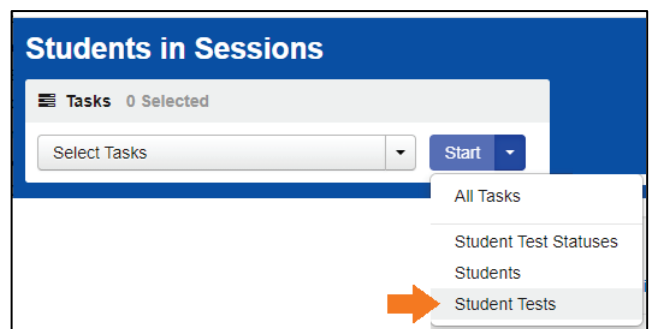 Students in Sessions
Tasks 0 Selected
Select Tasks
Start
All Tasks
Student Test Statuses
Students
Student Tests